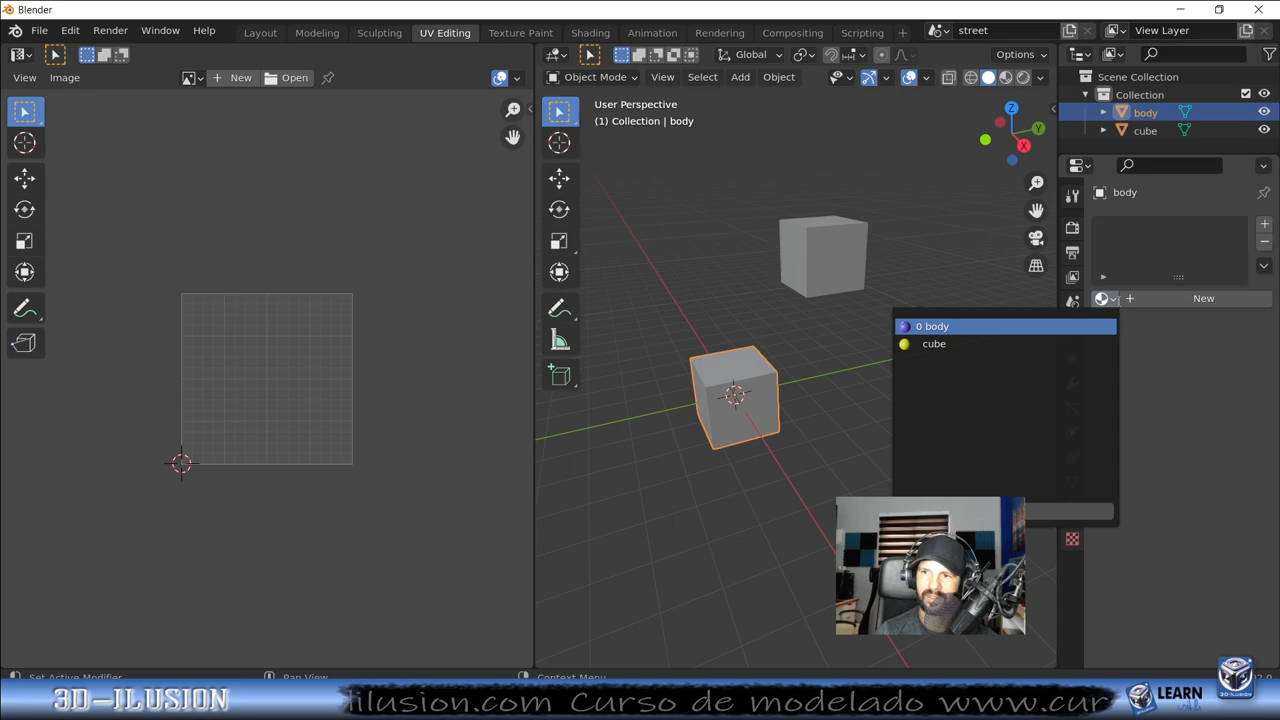 Blender
File Edit Render Window Help
Layout Modeling Sculpting UV Editing Texture Paint Shading Animation Rendering Compositing Scripting +
street
View Layer
Global
Options
View Image
New
Open
Object Mode View Select Add Object
User Perspective
(1) Collection | body
Z
Y
X
Scene Collection
Collection
body
cube
body
New
0 body
cube
Set Active Modifier
Pan View
Context Menu
3D-ILUSION
ilusion.com Curso de modelado www.cur
LEARN
3D-ILUSION